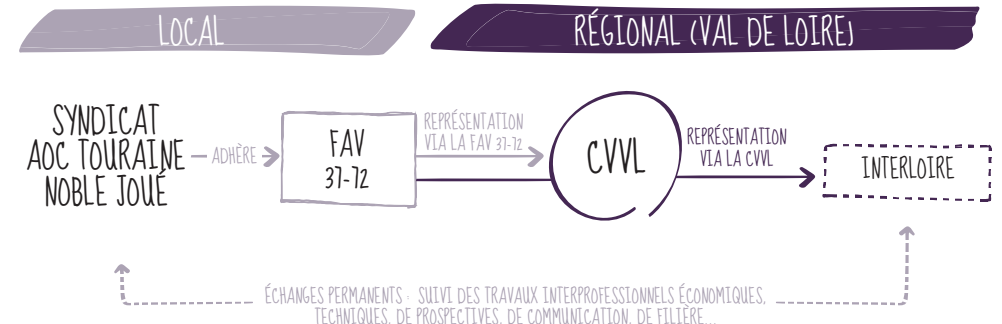 LOCAL
RÉGIONAL (VAL DE LOIRE)
SYNDICAT
AOC TOURAINE
NOBLE JOUÉ
ADHÈRE
FAV
37-72
REPRÉSENTATION
VIA LA FAV 37-72
CVVL
REPRÉSENTATION
VIA LA CVVL
INTERLOIRE
ÉCHANGES PERMANENTS : SUIVI DES TRAVAUX INTERPROFESSIONNELS ÉCONOMIQUES,
TECHNIQUES, DE PROSPECTIVES, DE COMMUNICATION, DE FILIÈRE...